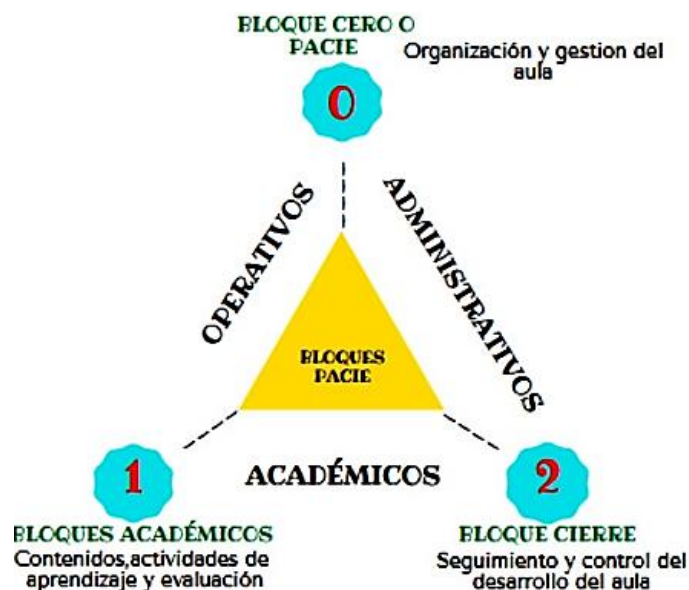 BLOQUE CERO O
PACIE
Organización y gestion del
aula
0
OPERATIVOS
ADMINISTRATIVOS
BLOQUES
PACIE
1
ACADÉMICOS
2
BLOQUES ACADÉMICOS
Contenidos,actividades de
aprendizaje y evaluación
BLOQUE CIERRE
Seguimiento y control del
desarrollo del aula